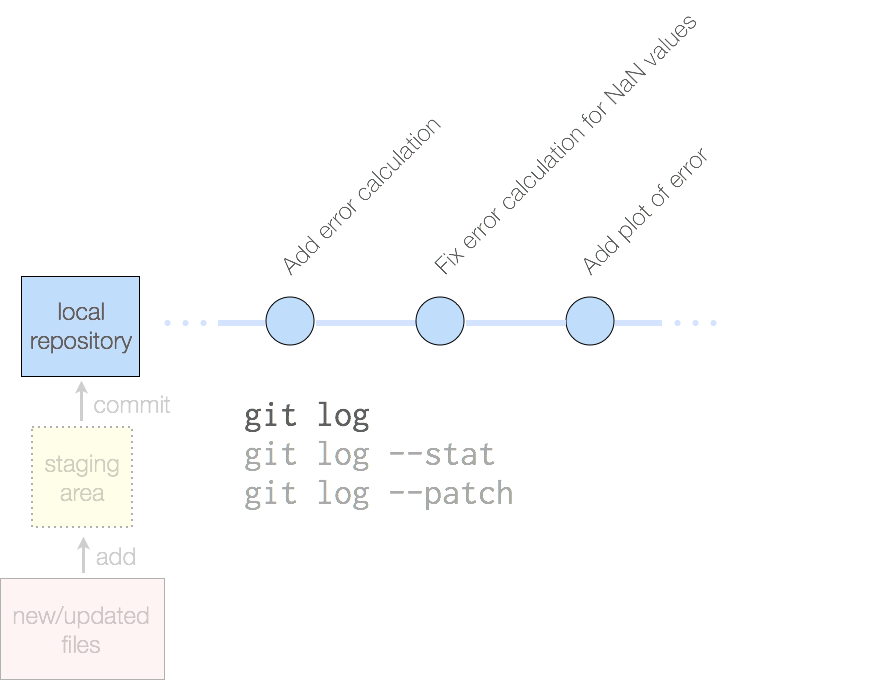 Add error calculation
Fix error calculation for NaN values
Add plot of error
local
repository
commit
staging
area
add
new/updated
files
git log
git log --stat
git log --patch